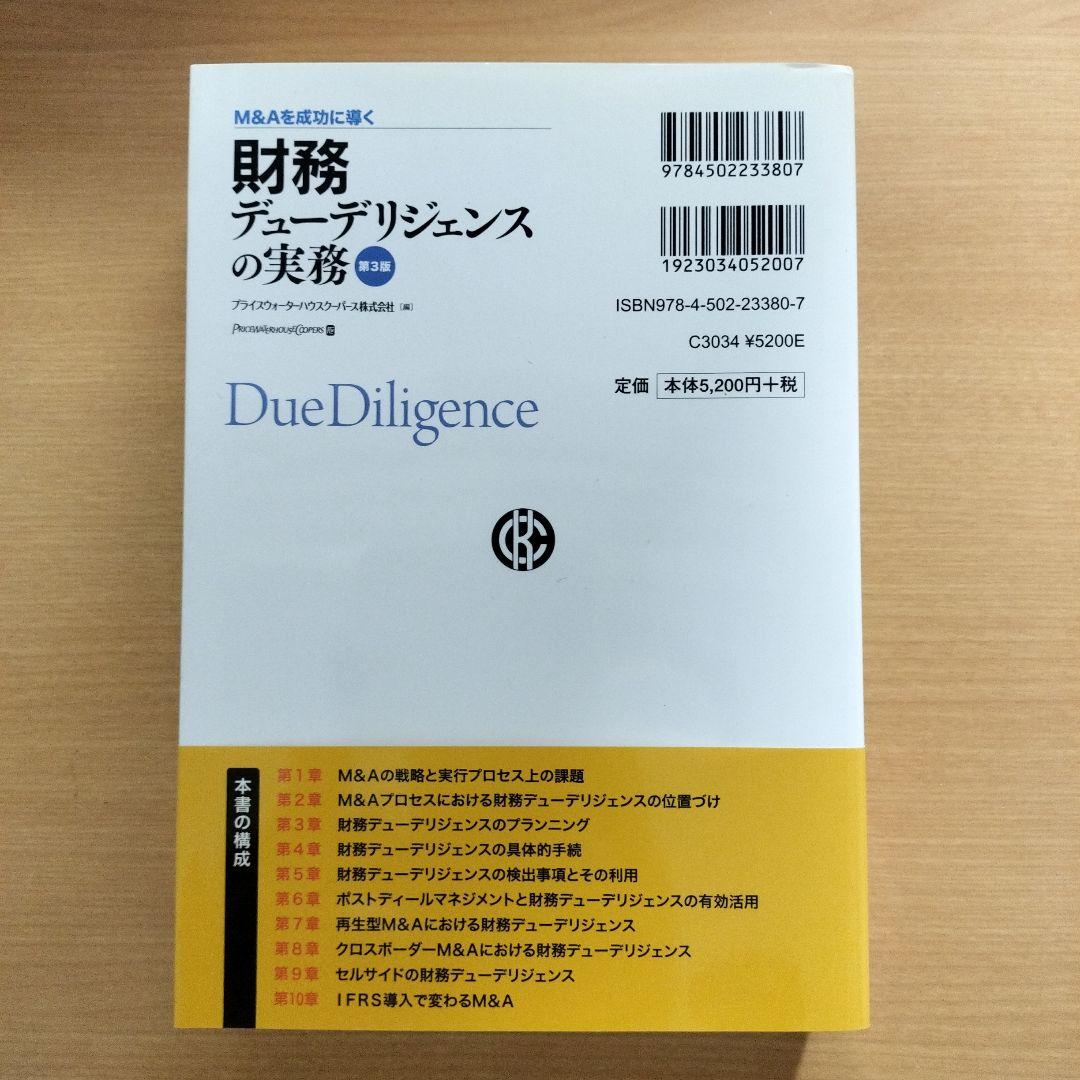 M&Aを成功に導く
財務
デューデリジェンス
の実務 第3版
プライスウォーターハウスクーパース株式会社[編]
PRICEWATERHOUSECOOPERS
DueDiligence
9784502233807
1923034052007
ISBN978-4-502-23380-7
C3034 ¥5200E
定価 本体5,200円+税
本書の構成
第1章 M&Aの戦略と実行プロセス上の課題
第2章 M&Aプロセスにおける財務デューデリジェンスの位置づけ
第3章 財務デューデリジェンスのプランニング
第4章 財務デューデリジェンスの具体的手続
第5章 財務デューデリジェンスの検出事項とその利用
第6章 ポストディールマネジメントと財務デューデリジェンスの有効活用
第7章 再生型M&Aにおける財務デューデリジェンス
第8章 クロスボーダーM&Aにおける財務デューデリジェンス
第9章 セルサイドの財務デューデリジェンス
第10章 IFRS導入で変わるM&A